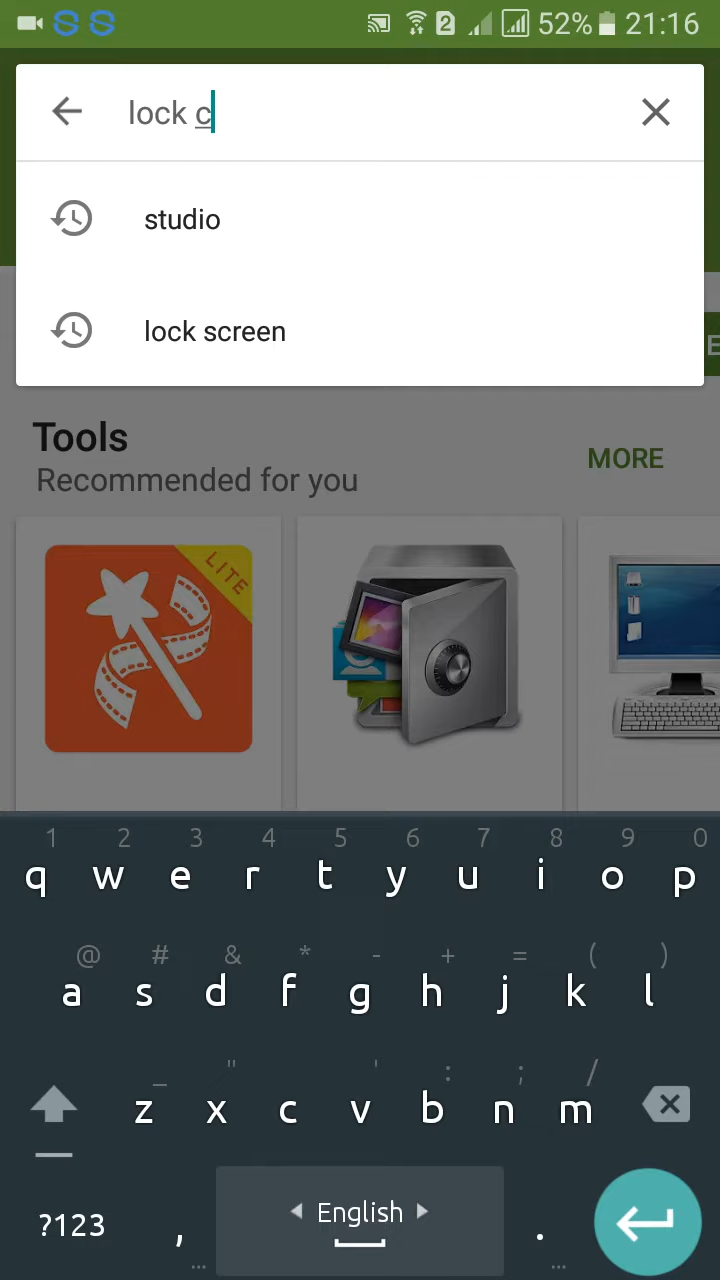 2 52% 21:16
lock c
studio
lock screen
E
Tools
MORE
Recommended for you
LITE
1 2 3 4 5 6 7 8 9 0
q w e r t y u i o p
@ # & * - + = ( )
a s d f g h j k l
_ " ' : ; /
z x c v b n m
?123 , ... English . ...